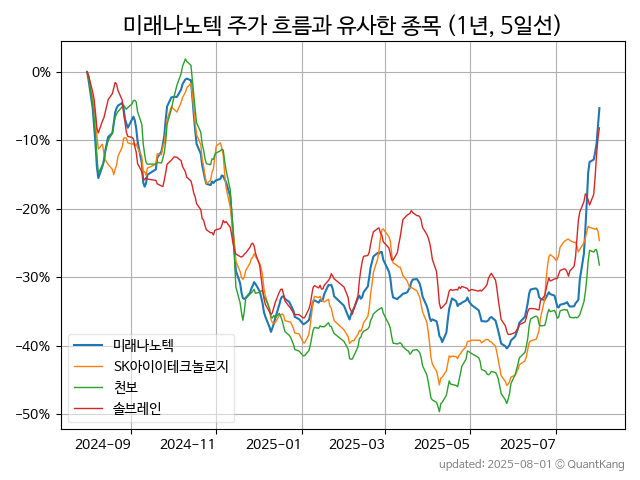 미래나노텍 주가 흐름과 유사한 종목 (1년, 5일선)
0%
−10%
−20%
−30%
−40%
−50%
미래나노텍
SK아이이테크놀로지
천보
솔브레인
2024-09
2024-11
2025-01
2025-03
2025-05
2025-07
updated: 2025-08-01 © QuantKang